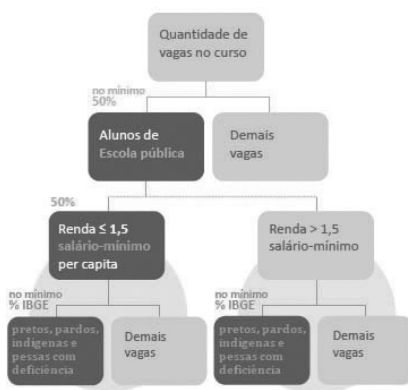 Quantidade de
vagas no curso
no mínimo
50%
Alunos de
Escola pública
Demais
vagas
50%
Renda ≤ 1,5
salário-mínimo
per capita
Renda > 1,5
salário-mínimo
no mínimo
% IBGE
no mínimo
% IBGE
pretos, pardos,
indígenas e
pessas com
deficiência
Demais
vagas
pretos, pardos,
indígenas e
pessas com
deficiência
Demais
vagas